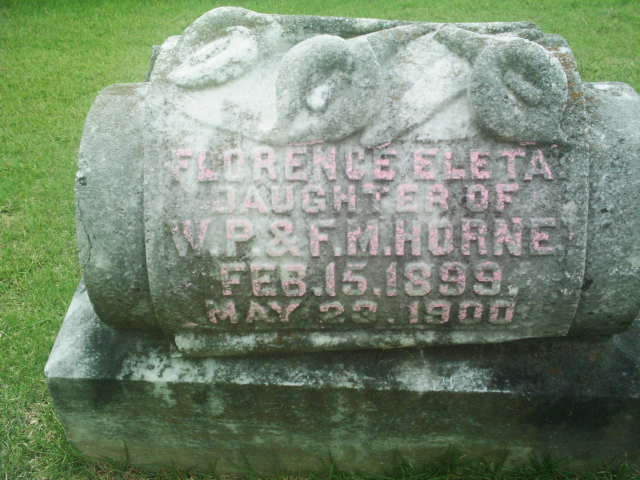 FLORENCE ELETA
DAUGHTER OF
W.P. & F.M. HORNE
FEB. 15. 1899.
MAY 1900.